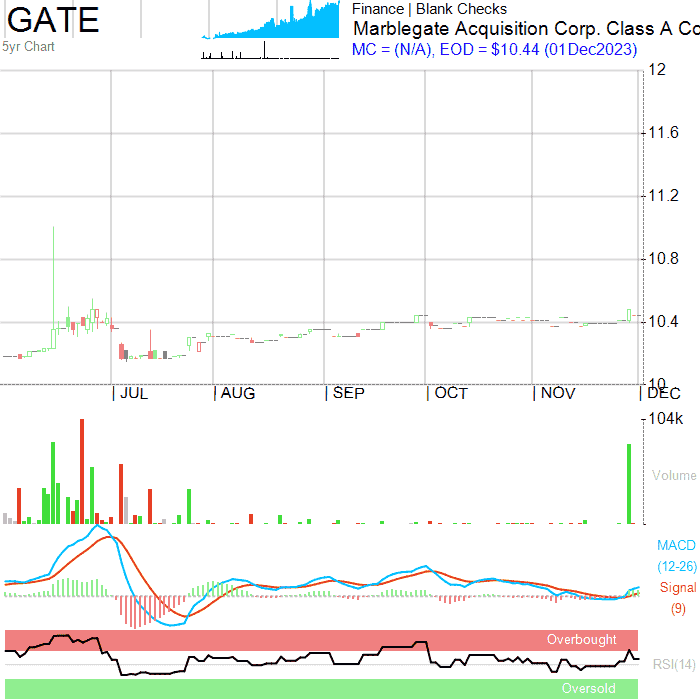 GATE
5yr Chart
Finance | Blank Checks
Marblegate Acquisition Corp. Class A Co
MC = (N/A), EOD = $10.44 (01Dec2023)
12
11.6
11.2
10.8
10.4
10
JUL
AUG
SEP
OCT
NOV
DEC
104k
Volume
MACD
(12-26)
Signal
(9)
Overbought
RSI(14)
Oversold